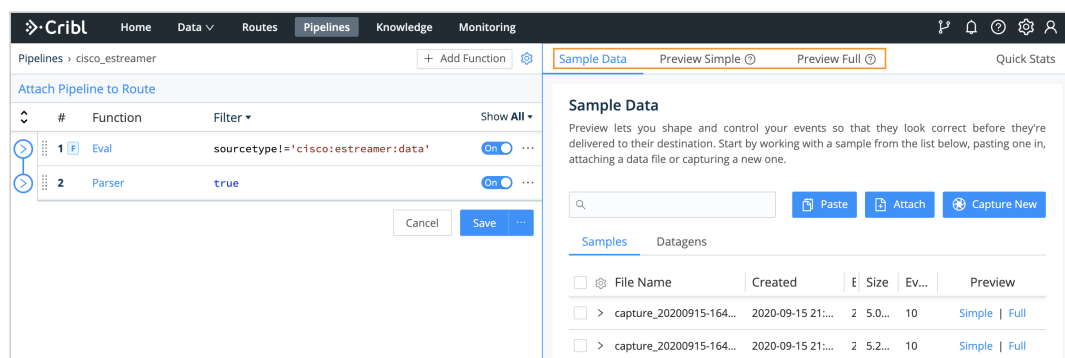 Cribl Home Data Routes Pipelines Knowledge Monitoring
Pipelines › cisco_estreamer + Add Function
Attach Pipeline to Route
# Function Filter Show All
1 F Eval sourcetype!='cisco:estreamer:data' On ...
2 Parser true On ...
Cancel Save ...
Sample Data Preview Simple Preview Full Quick Stats
Sample Data
Preview lets you shape and control your events so that they look correct before they're
delivered to their destination. Start by working with a sample from the list below, pasting one in,
attaching a data file or capturing a new one.
Paste Attach Capture New
Samples Datagens
File Name Created E Size Ev... Preview
capture_20200915-164... 2020-09-15 21:... 2 5.0... 10 Simple | Full
capture_20200915-164... 2020-09-15 21:... 2 5.2... 10 Simple | Full